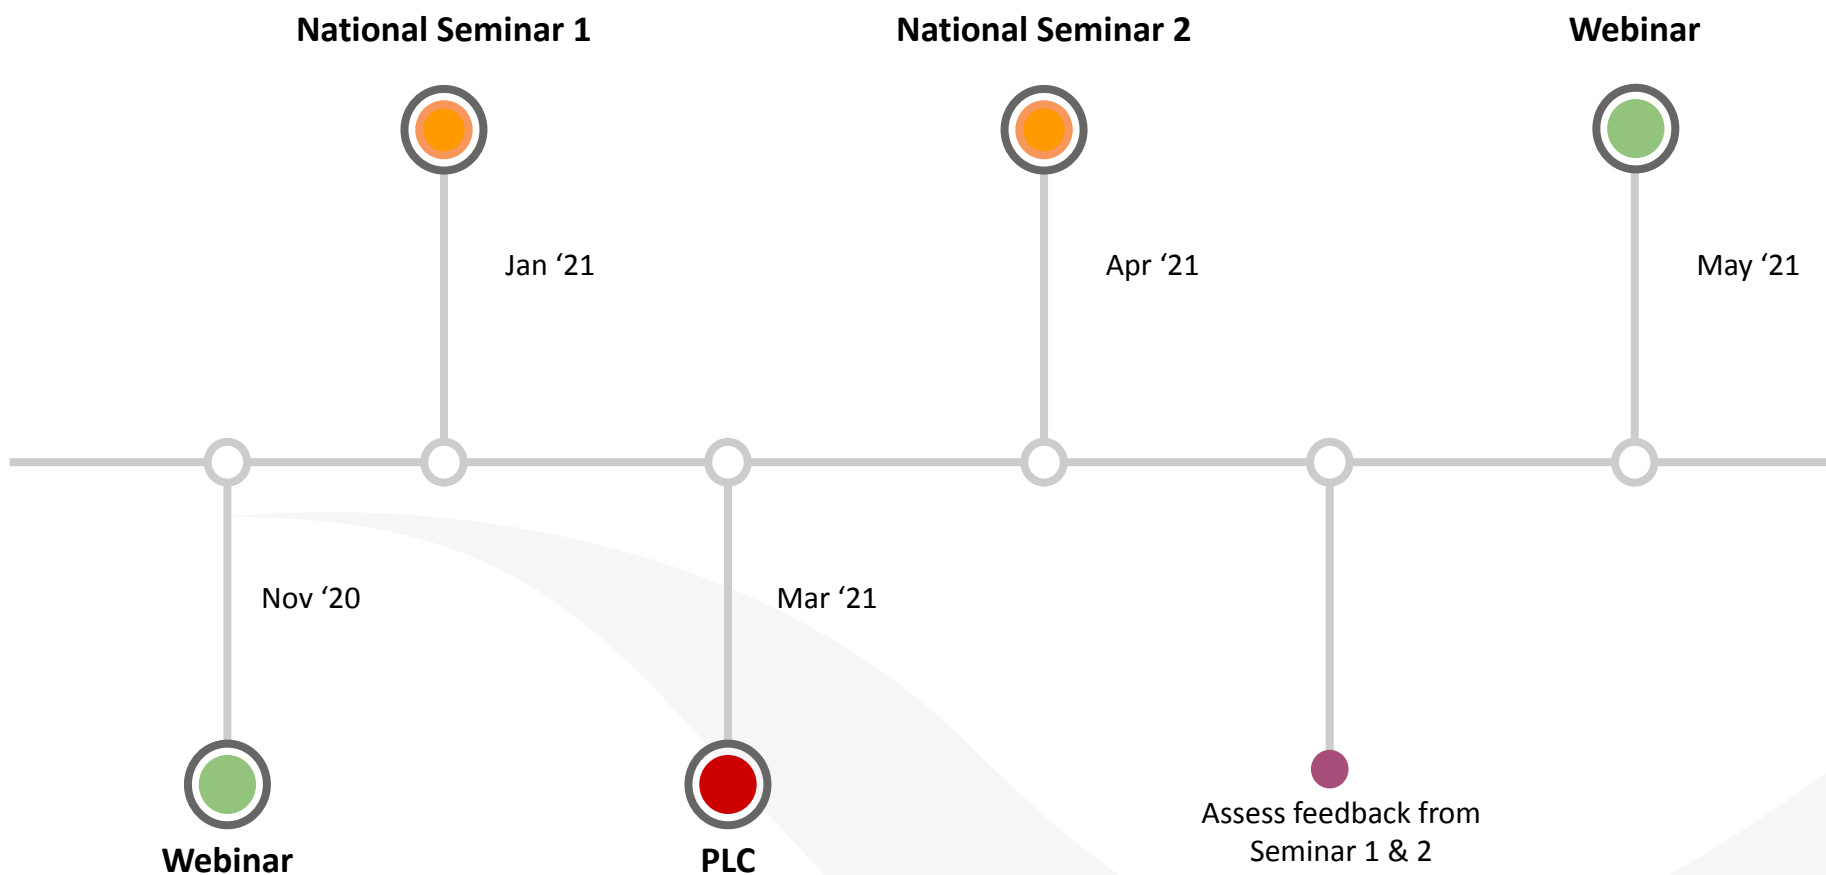 National Seminar 1
National Seminar 2
Webinar
Jan ‘21
Apr ‘21
May ‘21
Nov ‘20
Mar ‘21
Webinar
PLC
Assess feedback from
Seminar 1 & 2